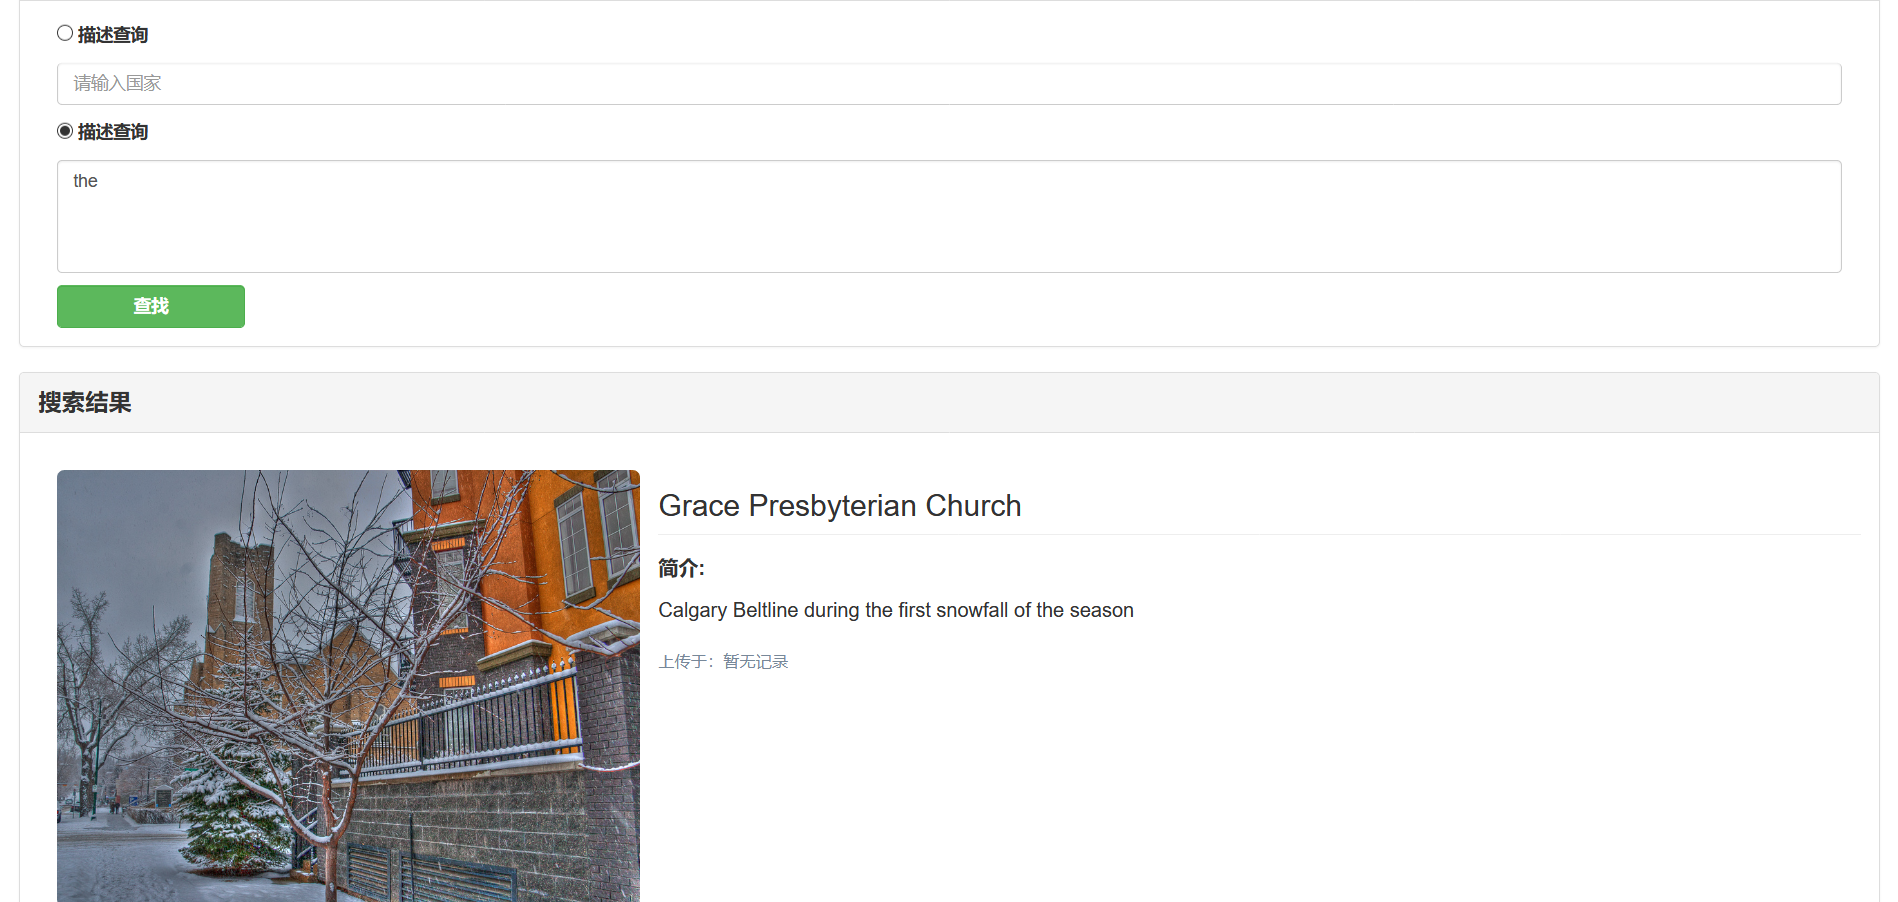 描述查询
请输入国家
描述查询
the
查找
搜索结果
Grace Presbyterian Church
简介:
Calgary Beltline during the first snowfall of the season
上传于：暂无记录